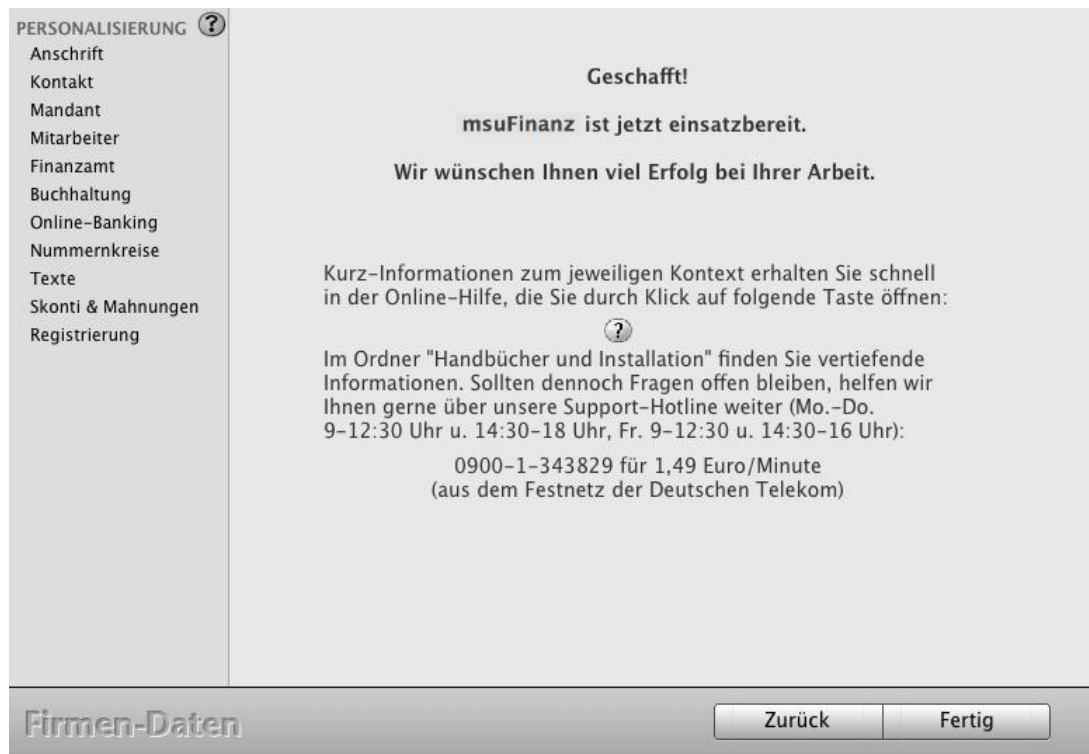 PERSONALISIERUNG ?
Anschrift
Kontakt
Mandant
Mitarbeiter
Finanzamt
Buchhaltung
Online-Banking
Nummernkreise
Texte
Skonti & Mahnungen
Registrierung
Geschafft!
msuFinanz ist jetzt einsatzbereit.
Wir wünschen Ihnen viel Erfolg bei Ihrer Arbeit.
Kurz-Informationen zum jeweiligen Kontext erhalten Sie schnell
in der Online-Hilfe, die Sie durch Klick auf folgende Taste öffnen:
?
Im Ordner "Handbücher und Installation" finden Sie vertiefende
Informationen. Sollten dennoch Fragen offen bleiben, helfen wir
Ihnen gerne über unsere Support-Hotline weiter (Mo.-Do.
9-12:30 Uhr u. 14:30-18 Uhr, Fr. 9-12:30 u. 14:30-16 Uhr):
0900-1-343829 für 1,49 Euro/Minute
(aus dem Festnetz der Deutschen Telekom)
Firmen-Daten
Zurück
Fertig